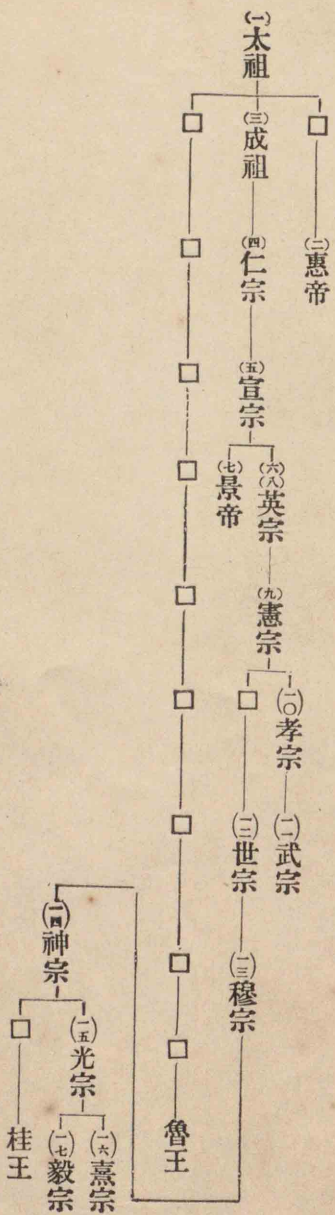 (一)太祖
(二)惠帝
(三)成祖
(四)仁宗
(五)宣宗
(六)(八)英宗
(七)景帝
(九)憲宗
(一〇)孝宗
(一一)武宗
(一二)世宗
(一三)穆宗
(一四)神宗
(一五)光宗
(一六)熹宗
(一七)毅宗
桂王
魯王